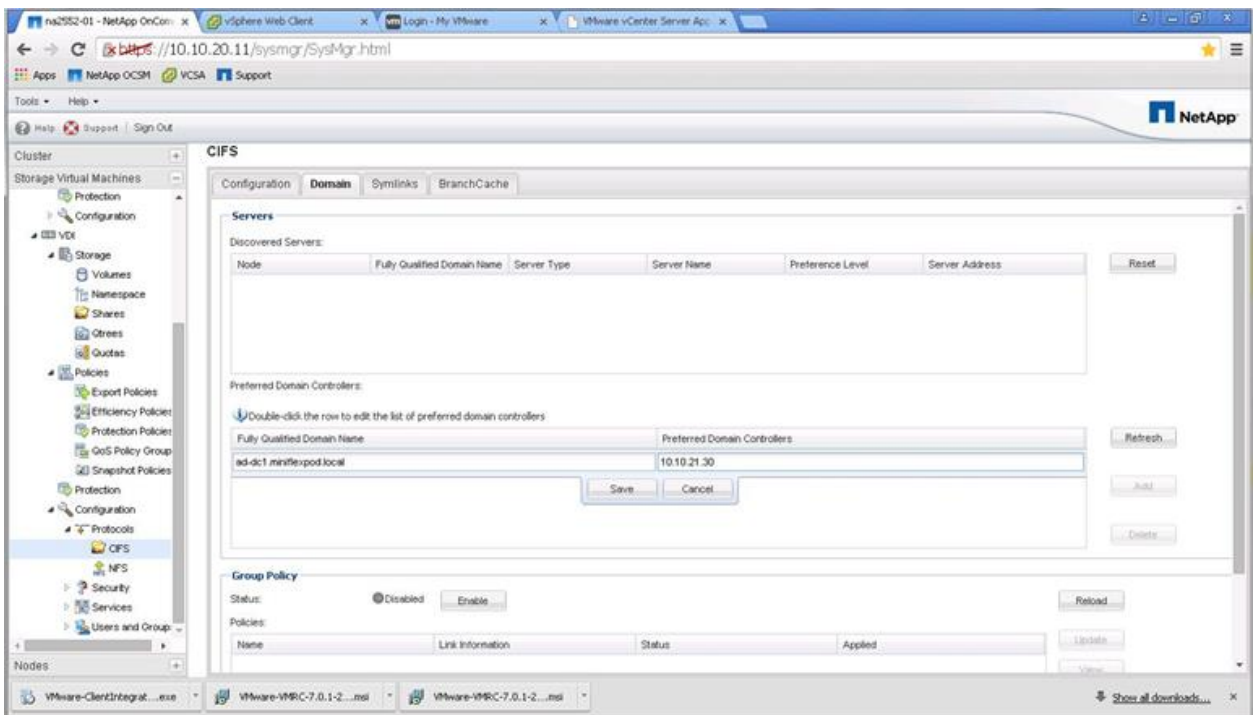 na2552-01 - NetApp OnCom × vSphere Web Client × Login - My VMware × VMware vCenter Server App ×
https://10.10.20.11/sysmgr/SysMgr.html
Apps NetApp OCSM VCSA Support
Tools Help
NetApp
Help Support | Sign Out
Cluster
CIFS
Storage Virtual Machines
Configuration Domain Symlinks BranchCache
Protection
Configuration
VDI
Storage
Volumes
Namespace
Shares
Qtrees
Quotas
Policies
Export Policies
Efficiency Policies
Protection Policies
QoS Policy Group
Snapshot Policies
Protection
Configuration
Protocols
CIFS
NFS
Security
Services
Users and Group
Nodes
Servers
Discovered Servers:
Node Fully Qualified Domain Name Server Type Server Name Preference Level Server Address
Reset
Preferred Domain Controllers:
Double-click the row to edit the list of preferred domain controllers
Fully Qualified Domain Name Preferred Domain Controllers
Refresh
ad-dc1.miniflexpod.local 10.10.21.30
Save Cancel
Add
Delete
Group Policy
Status: Disabled Enable Reload
Policies:
Name Link Information Status Applied
Update
View
VMware-ClientIntegrat....exe VMware-VMRC-7.0.1-2....msi VMware-VMRC-7.0.1-2....msi Show all downloads...